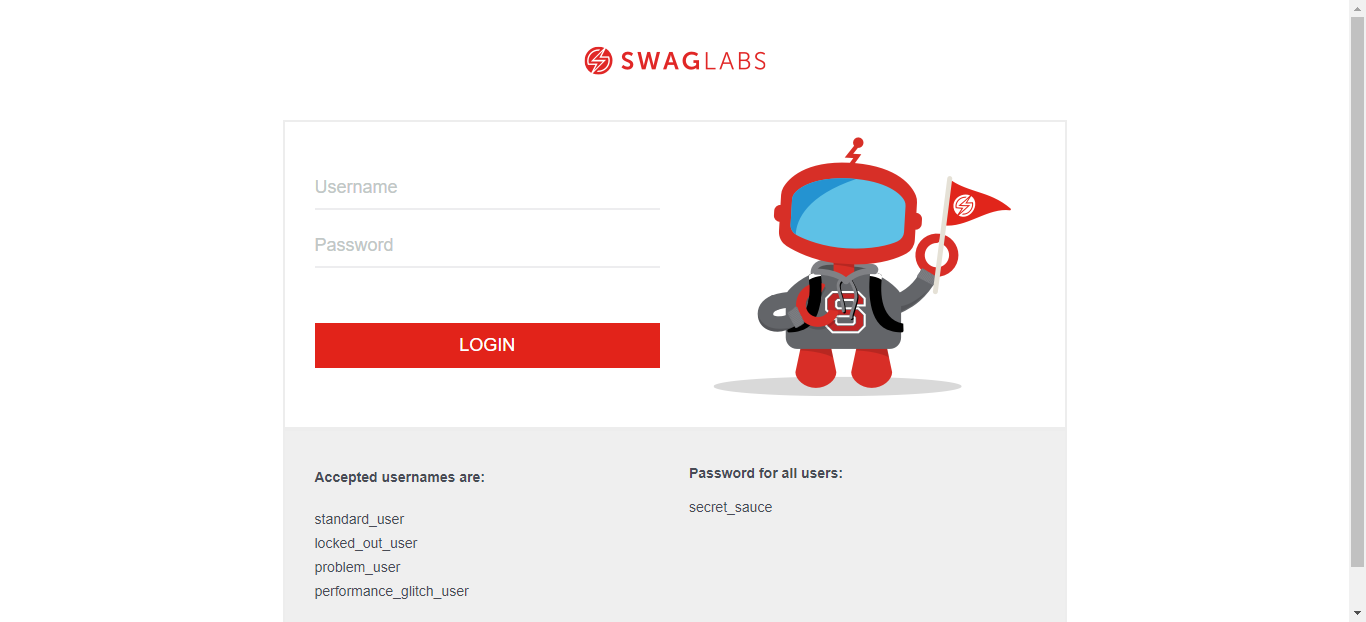 SWAGLABS
Username
Password
LOGIN
S
Accepted usernames are:
standard_user
locked_out_user
problem_user
performance_glitch_user
Password for all users:
secret_sauce